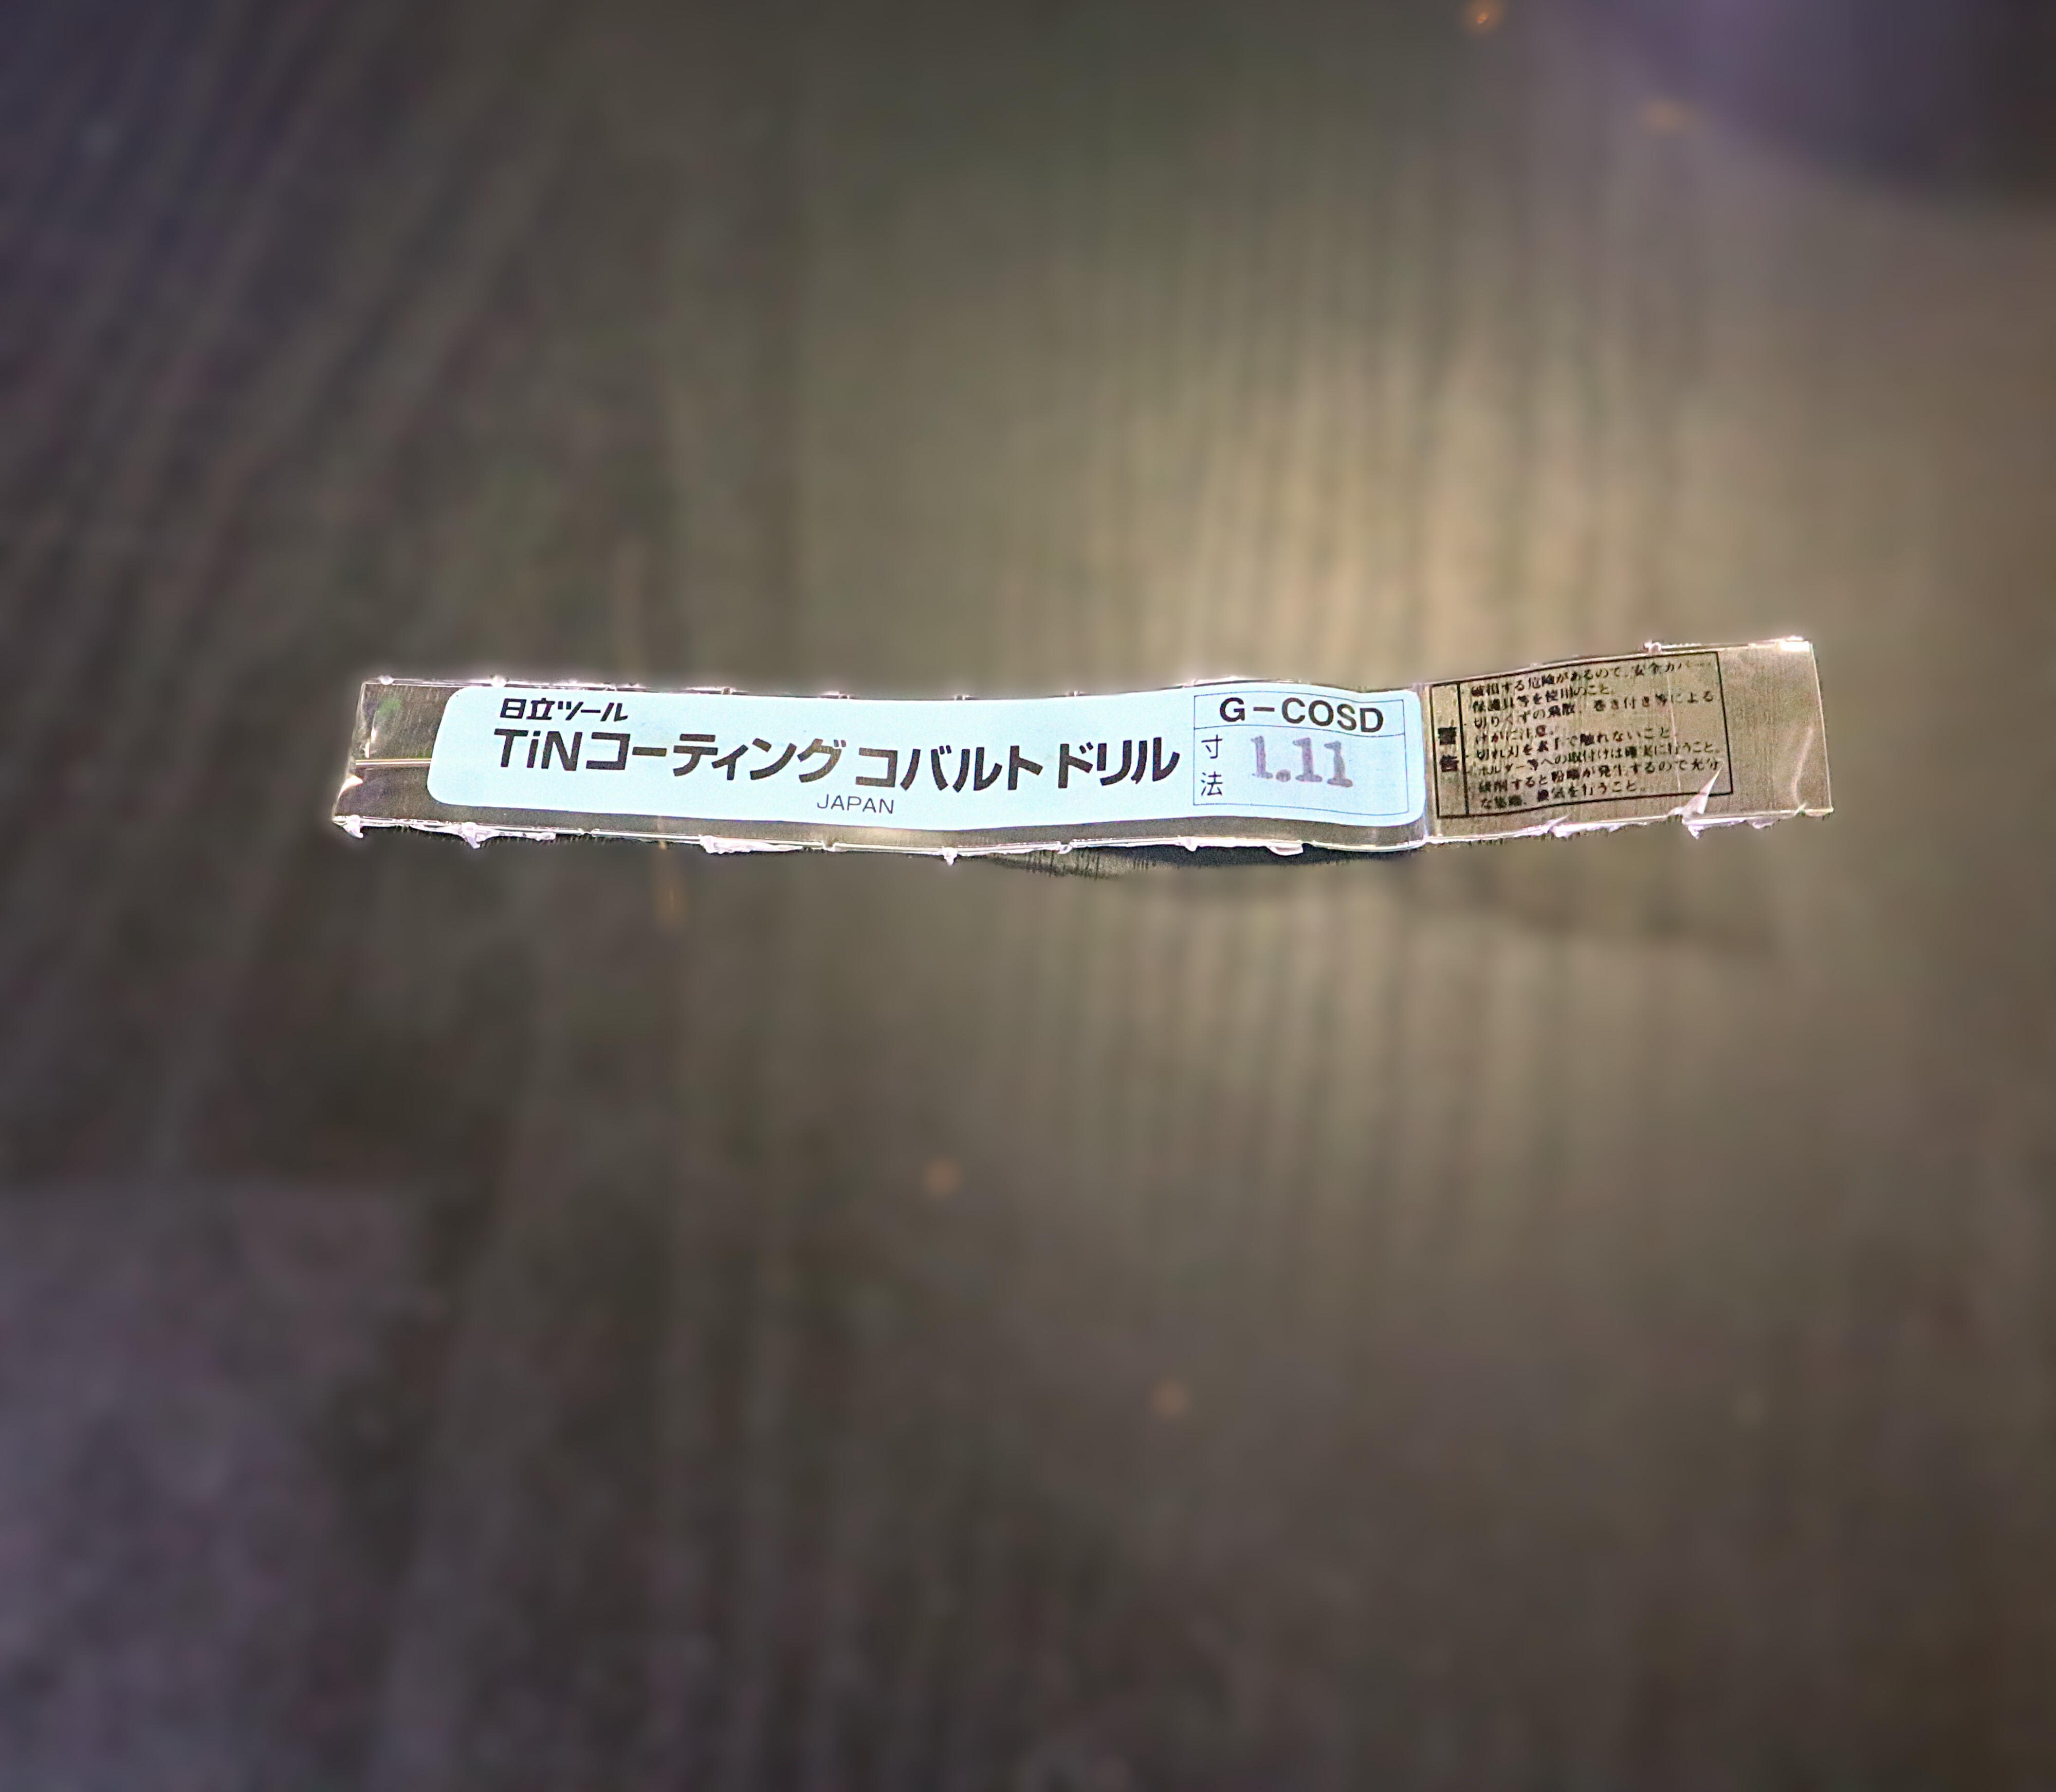 日立ツール
TiNコーティング コバルトドリル
JAPAN
G-COSD
寸法
1.11
警告
破損する危険があるので、安全カバー、
保護具等を使用のこと。
切りくずの飛散、巻き付き等による
けがに注意。
切れ刃を素手で触れないこと。
ホルダー等への取付けは確実に行うこと。
研削すると粉塵が発生するので充分
な集塵、換気を行うこと。